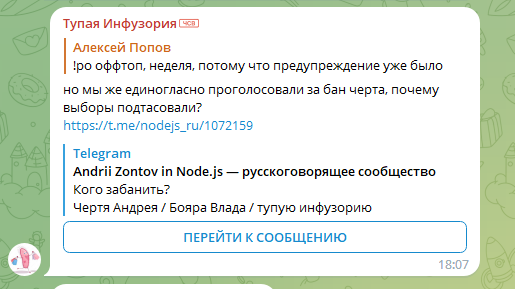 Тупая Инфузория ЧСВ
Алексей Попов
!ро оффтоп, неделя, потому что предупреждение уже было
но мы же единогласно проголосовали за бан черта, почему
выборы подтасовали?
https://t.me/nodejs_ru/1072159
Telegram
Andrii Zontov in Node.js — русскоговорящее сообщество
Кого забанить?
Чертя Андрея / Бояра Влада / тупую инфузорию
ПЕРЕЙТИ К СООБЩЕНИЮ
18:07